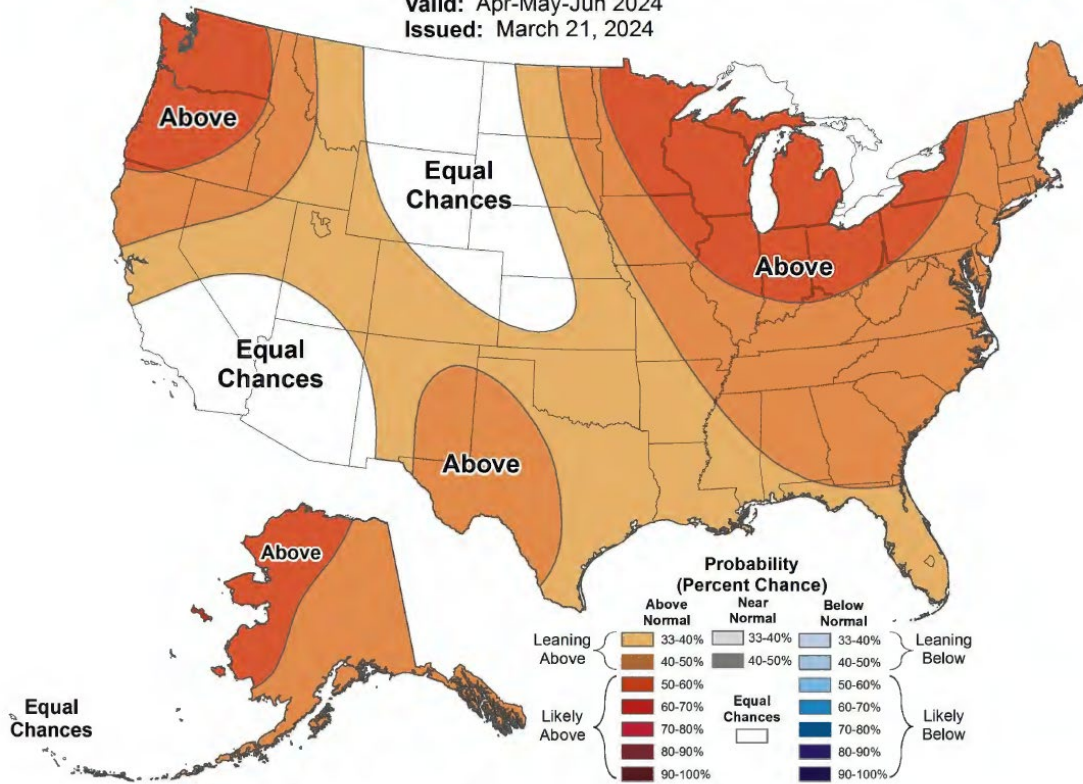 Valid: Apr-May-Jun 2024
Issued: March 21, 2024
Above
Equal
Chances
Above
Equal
Chances
Above
Above
Equal
Chances
Probability
(Percent Chance)
Above
Normal
Near
Normal
Below
Normal
Leaning
Above
33-40%
33-40%
33-40%
Leaning
Below
40-50%
40-50%
40-50%
Likely
Above
50-60%
50-60%
Likely
Below
60-70%
Equal
Chances
60-70%
70-80%
70-80%
80-90%
80-90%
90-100%
90-100%